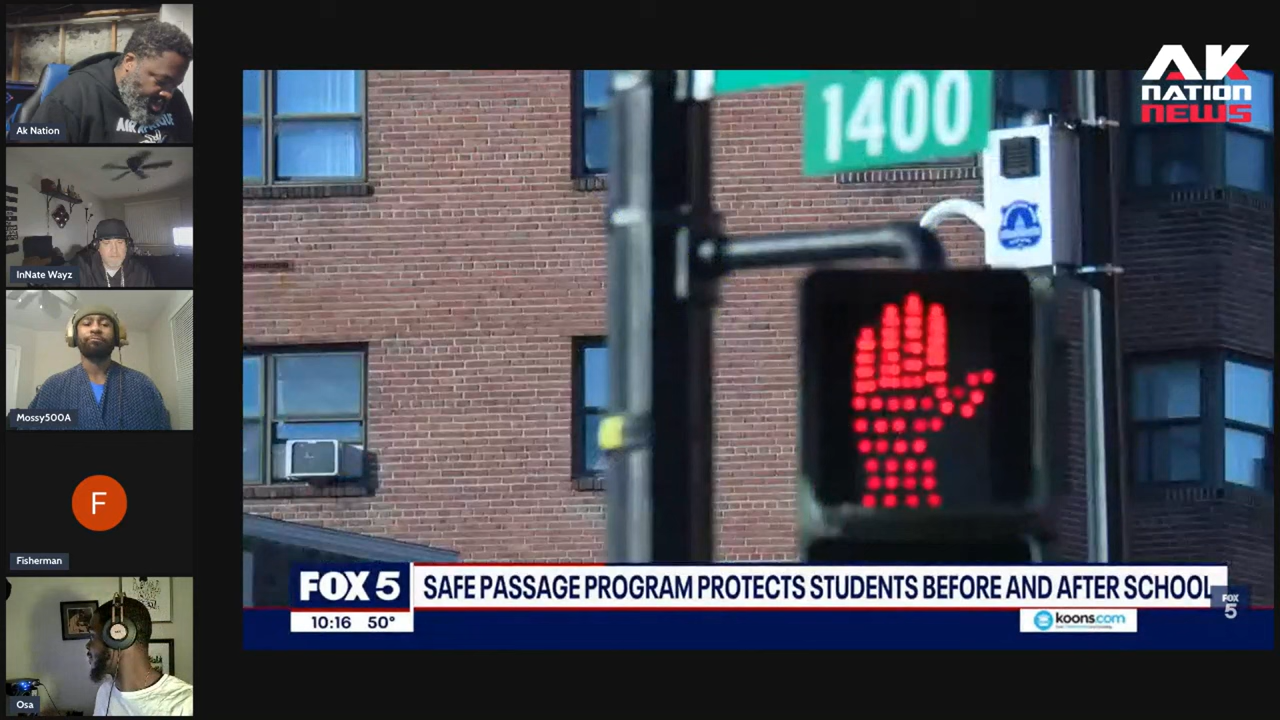 Ak Nation
InNate Wayz
Mossy500A
F
Fisherman
Osa
AK
NATION
NEWS
1400
FOX 5
SAFE PASSAGE PROGRAM PROTECTS STUDENTS BEFORE AND AFTER SCHOOL
10:16 50°
koons.com
FOX
5